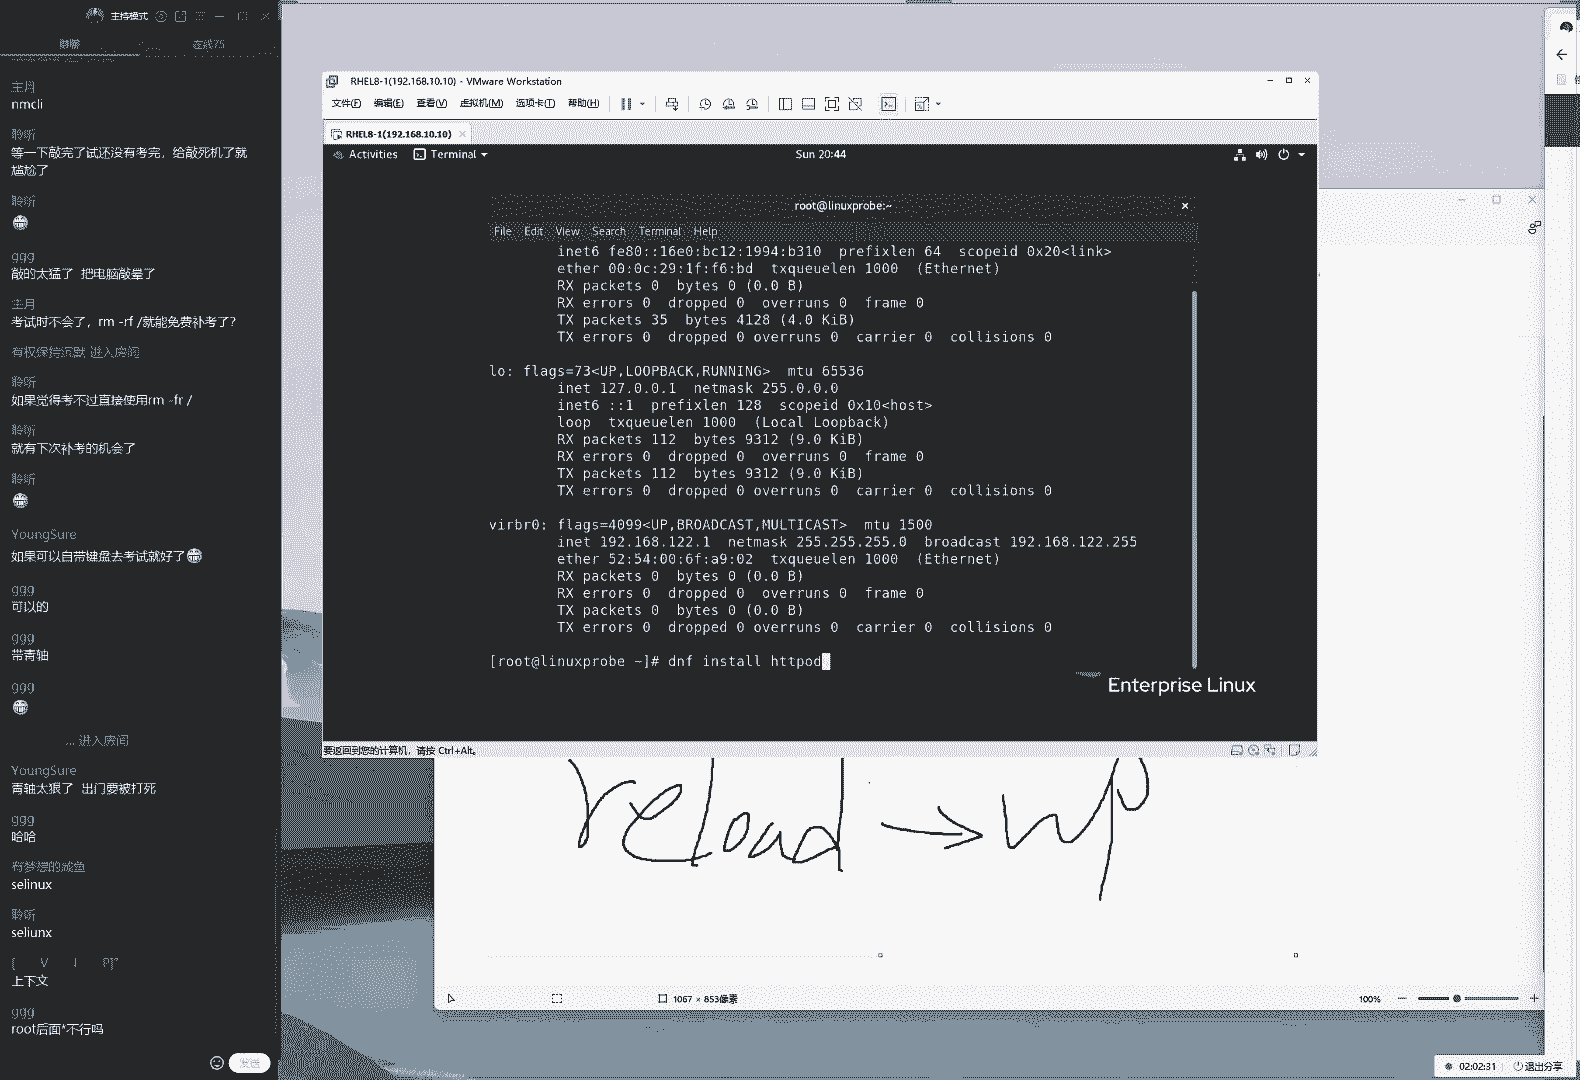 主持模式
聊天
在线75
主月
nmcli
聆听
等一下敲完了试还没有考完，给敲死机了就
尴尬了
聆听
ggg
敲的太猛了 把电脑敲晕了
主月
考试时不会了，rm -rf /就能免费补考了？
有权保持沉默 进入房间
聆听
如果觉得考不过直接使用rm -fr /
聆听
就有下次补考的机会了
聆听
YoungSure
如果可以自带键盘去考试就好了
ggg
可以的
ggg
带青轴
ggg
... 进入房间
YoungSure
青轴太狠了 出门要被打死
ggg
哈哈
有梦想的咸鱼
selinux
聆听
seliunx
上下文
ggg
root后面*不行吗
发送
RHEL8-1(192.168.10.10) - VMware Workstation
文件(F) 编辑(E) 查看(V) 虚拟机(M) 选项卡(T) 帮助(H)
RHEL8-1(192.168.10.10)
Activities Terminal Sun 20:44
root@linuxprobe:~
File Edit View Search Terminal Help
inet6 fe80::16e0:bc12:1994:b310 prefixlen 64 scopeid 0x20<link>
ether 00:0c:29:1f:f6:bd txqueuelen 1000 (Ethernet)
RX packets 0 bytes 0 (0.0 B)
RX errors 0 dropped 0 overruns 0 frame 0
TX packets 35 bytes 4128 (4.0 KiB)
TX errors 0 dropped 0 overruns 0 carrier 0 collisions 0
lo: flags=73<UP,LOOPBACK,RUNNING> mtu 65536
inet 127.0.0.1 netmask 255.0.0.0
inet6 ::1 prefixlen 128 scopeid 0x10<host>
loop txqueuelen 1000 (Local Loopback)
RX packets 112 bytes 9312 (9.0 KiB)
RX errors 0 dropped 0 overruns 0 frame 0
TX packets 112 bytes 9312 (9.0 KiB)
TX errors 0 dropped 0 overruns 0 carrier 0 collisions 0
virbr0: flags=4099<UP,BROADCAST,MULTICAST> mtu 1500
inet 192.168.122.1 netmask 255.255.255.0 broadcast 192.168.122.255
ether 52:54:00:6f:a9:02 txqueuelen 1000 (Ethernet)
RX packets 0 bytes 0 (0.0 B)
RX errors 0 dropped 0 overruns 0 frame 0
TX packets 0 bytes 0 (0.0 B)
TX errors 0 dropped 0 overruns 0 carrier 0 collisions 0
[root@linuxprobe ~]# dnf install httpod
Enterprise Linux
要返回到您的计算机，请按 Ctrl+Alt。
reload → up
1067 × 853像素
100%
02:02:31 退出分享